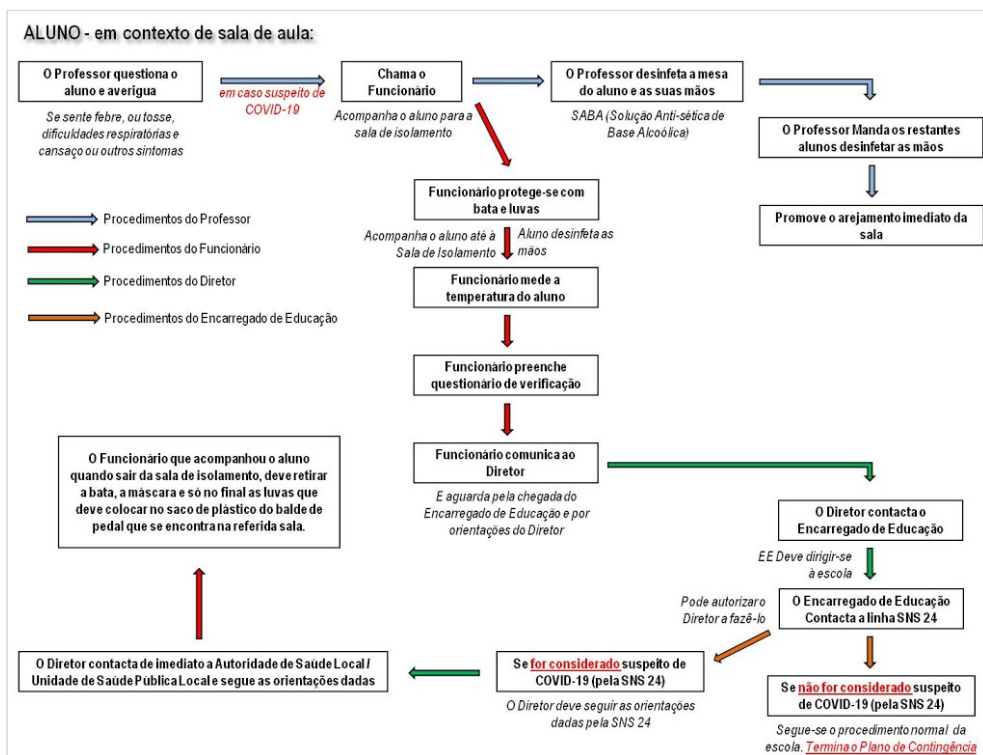 ALUNO - em contexto de sala de aula:
O Professor questiona o
aluno e averigua
Se sente febre, ou tosse,
dificuldades respiratórias e
cansaço ou outros sintomas
em caso suspeito de
COVID-19
Chama o
Funcionário
Acompanha o aluno para a
sala de isolamento
O Professor desinfeta a mesa
do aluno e as suas mãos
SABA (Solução Anti-sética de
Base Alcoólica)
O Professor Manda os restantes
alunos desinfetar as mãos
Promove o arejamento imediato da
sala
Procedimentos do Professor
Procedimentos do Funcionário
Procedimentos do Diretor
Procedimentos do Encarregado de Educação
Funcionário protege-se com
bata e luvas
Acompanha o aluno até à
Sala de Isolamento
Aluno desinfeta as
mãos
Funcionário mede a
temperatura do aluno
Funcionário preenche
questionário de verificação
Funcionário comunica ao
Diretor
E aguarda pela chegada do
Encarregado de Educação e por
orientações do Diretor
O Diretor contacta o
Encarregado de Educação
EE Deve dirigir-se
à escola
O Encarregado de Educação
Contacta a linha SNS 24
Pode autorizar o
Diretor a fazê-lo
Se for considerado suspeito de
COVID-19 (pela SNS 24)
O Diretor deve seguir as orientações
dadas pela SNS 24
Se não for considerado suspeito
de COVID-19 (pela SNS 24)
Segue-se o procedimento normal da
escola. Termina o Plano de Contingência
O Diretor contacta de imediato a Autoridade de Saúde Local /
Unidade de Saúde Pública Local e segue as orientações dadas
O Funcionário que acompanhou o aluno
quando sair da sala de isolamento, deve retirar
a bata, a máscara e só no final as luvas que
deve colocar no saco de plástico do balde de
pedal que se encontra na referida sala.